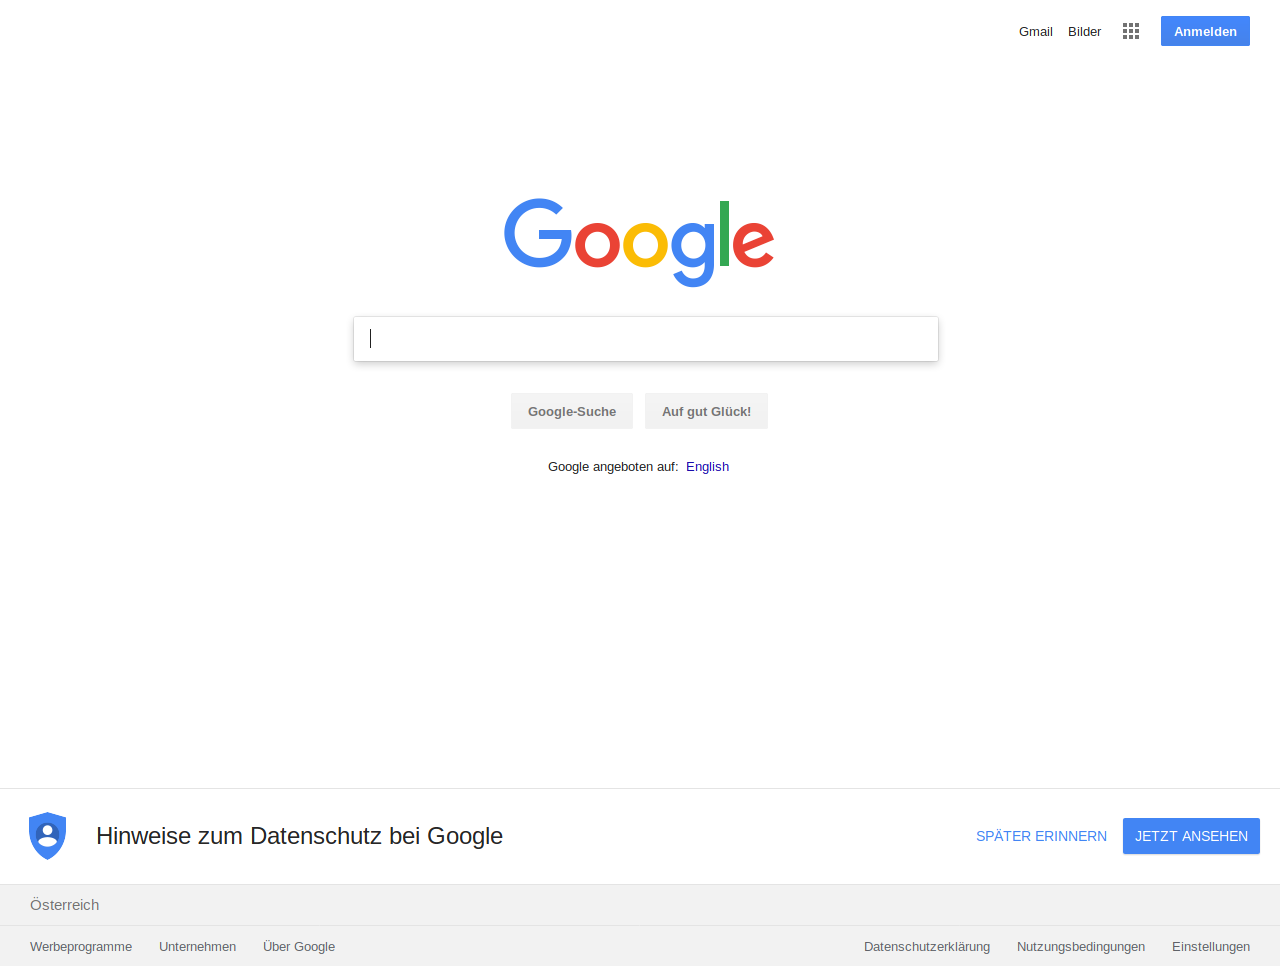 Gmail Bilder Anmelden
Google
Google-Suche Auf gut Glück!
Google angeboten auf: English
Hinweise zum Datenschutz bei Google SPÄTER ERINNERN JETZT ANSEHEN
Österreich
Werbeprogramme Unternehmen Über Google Datenschutzerklärung Nutzungsbedingungen Einstellungen